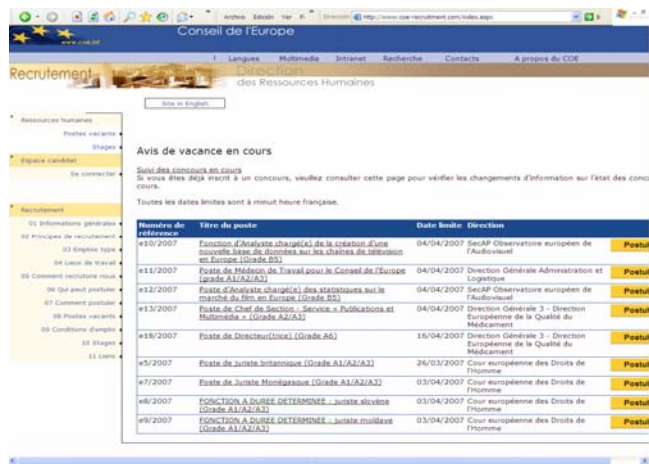 Archivo Edición Ver
Dirección http://www.coe-recruitment.com/index.aspx
www.coe.int
Conseil de l'Europe
Langues Multimedia Intranet Recherche Contacts A propos du COE
Recrutement
Direction
des Ressources Humaines
Site in English
Ressources humaines
Postes vacants
Stages
Espace candidat
Se connecter
Recrutement
01 Informations générales
02 Principes de recrutement
03 Emploie type
04 Lieux de travail
05 Comment recrutons nous
06 Qui peut postuler
07 Comment postuler
08 Postes vacants
09 Conditions d'emploi
10 Stages
11 Liens
Avis de vacance en cours
Suivi des concours en cours
Si vous êtes déjà inscrit à un concours, veuillez consulter cette page pour vérifier les changements d'information sur l'état des conc
cours.
Toutes les dates limites sont à minuit heure française.
Numéro de référence Titre du poste Date limite Direction
e10/2007 Fonction d'Analyste chargé(e) de la création d'une nouvelle base de données sur les chaînes de télévision en Europe (Grade B5) 04/04/2007 SecAP Observatoire européen de l'Audiovisuel Postul
e11/2007 Poste de Médecin de Travail pour le Conseil de l'Europe (grade A1/A2/A3) 04/04/2007 Direction Générale Administration et Logistique Postul
e12/2007 Poste d'Analyste chargé(e) des statistiques sur le marché du film en Europe (Grade B5) 04/04/2007 SecAP Observatoire européen de l'Audiovisuel Postul
e13/2007 Poste de Chef de Section - Service « Publications et Multimédia » (Grade A2/A3) 04/04/2007 Direction Générale 3 - Direction Européenne de la Qualité du Médicament Postul
e18/2007 Poste de Directeur(trice) (Grade A6) 16/04/2007 Direction Générale 3 - Direction Européenne de la Qualité du Médicament Postul
e5/2007 Poste de juriste britannique (Grade A1/A2/A3) 26/03/2007 Cour européenne des Droits de l'Homme Postul
e7/2007 Poste de Juriste Monégasque (Grade A1/A2/A3) 03/04/2007 Cour européenne des Droits de l'Homme Postul
e8/2007 FONCTION A DUREE DETERMINEE : juriste slovène (Grade A1/A2/A3) 03/04/2007 Cour européenne des Droits de l'Homme Postul
e9/2007 FONCTION A DUREE DETERMINEE : juriste moldave (Grade A1/A2/A3) 03/04/2007 Cour européenne des Droits de l'Homme Postul